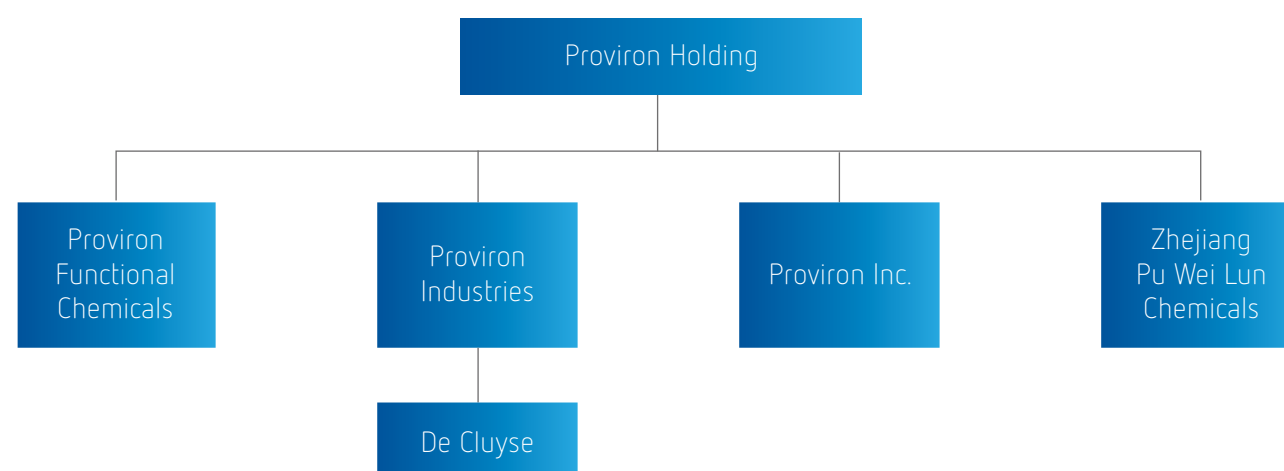 Proviron Holding
Proviron
Functional
Chemicals
Proviron
Industries
Proviron Inc.
Zhejiang
Pu Wei Lun
Chemicals
De Cluyse